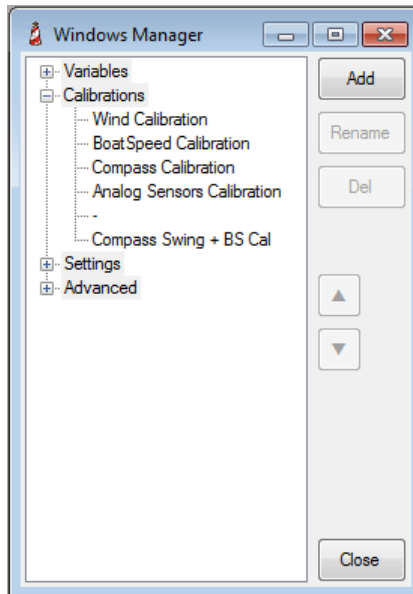 Windows Manager
Variables
Calibrations
Wind Calibration
BoatSpeed Calibration
Compass Calibration
Analog Sensors Calibration
-
Compass Swing + BS Cal
Settings
Advanced
Add
Rename
Del
Close